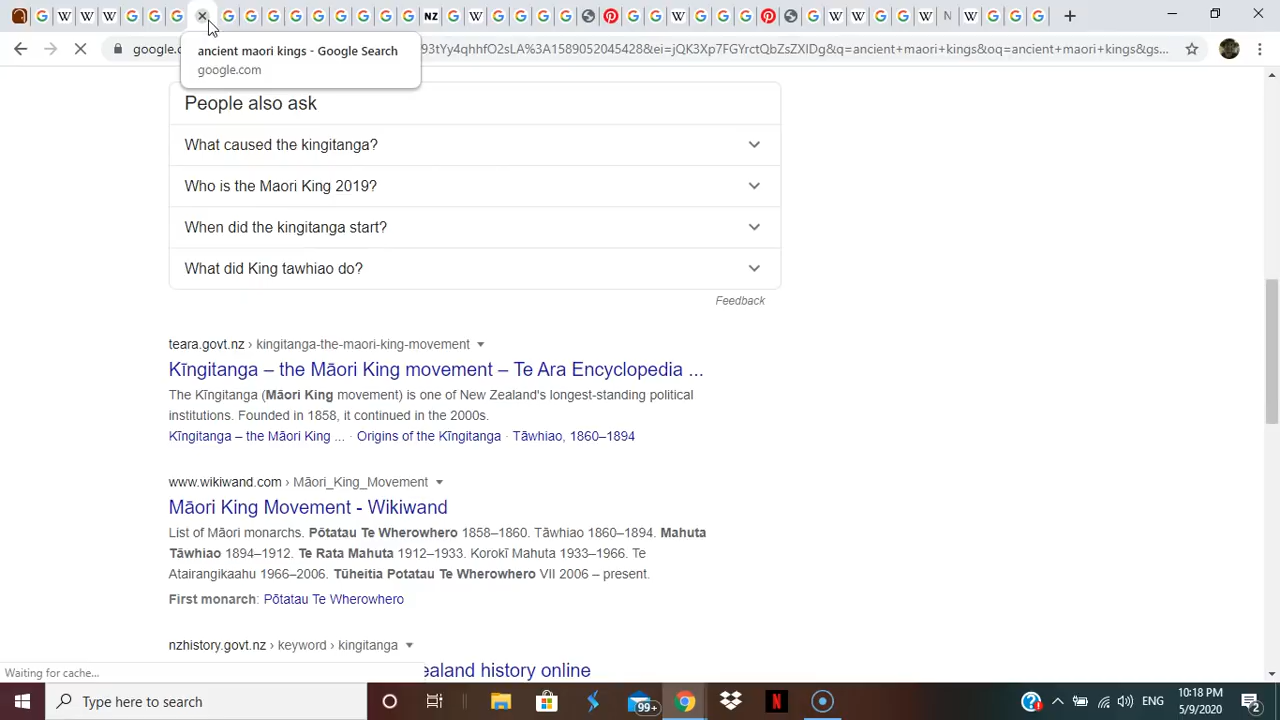 ancient maori kings - Google Search
google.com
google.c
93tYy4qhhfO2sLA%3A1589052045428&ei=jQK3Xp7FGYrctQbZsZXIDg&q=ancient+maori+kings&oq=ancient+maori+kings&gs...
People also ask
What caused the kingitanga?
Who is the Maori King 2019?
When did the kingitanga start?
What did King tawhiao do?
Feedback
teara.govt.nz › kingitanga-the-maori-king-movement
Kīngitanga – the Māori King movement – Te Ara Encyclopedia ...
The Kīngitanga (Māori King movement) is one of New Zealand's longest-standing political
institutions. Founded in 1858, it continued in the 2000s.
Kīngitanga – the Māori King ... · Origins of the Kīngitanga · Tāwhiao, 1860–1894
www.wikiwand.com › Māori_King_Movement
Māori King Movement - Wikiwand
List of Māori monarchs. Pōtatau Te Wherowhero 1858–1860. Tāwhiao 1860–1894. Mahuta
Tāwhiao 1894–1912. Te Rata Mahuta 1912–1933. Korokī Mahuta 1933–1966. Te
Atairangikaahu 1966–2006. Tūheitia Potatau Te Wherowhero VII 2006 – present.
First monarch: Pōtatau Te Wherowhero
nzhistory.govt.nz › keyword › kingitanga
ealand history online
Waiting for cache...
Type here to search
99+
ENG
10:18 PM
5/9/2020
2